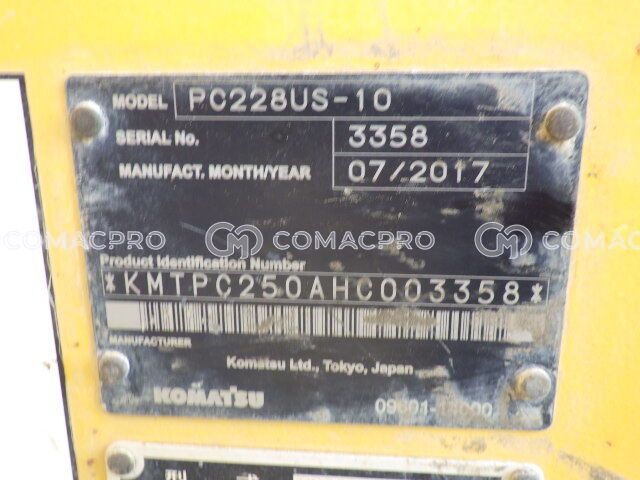 MODEL PC228US-10
SERIAL No. 3358
MANUFACT. MONTH/YEAR 07/2017
COMACPRO COMACPRO COMACPRO
Product Identification Number
*KMTPC250AHC003358*
MANUFACTURER
Komatsu Ltd., Tokyo, Japan
KOMATSU